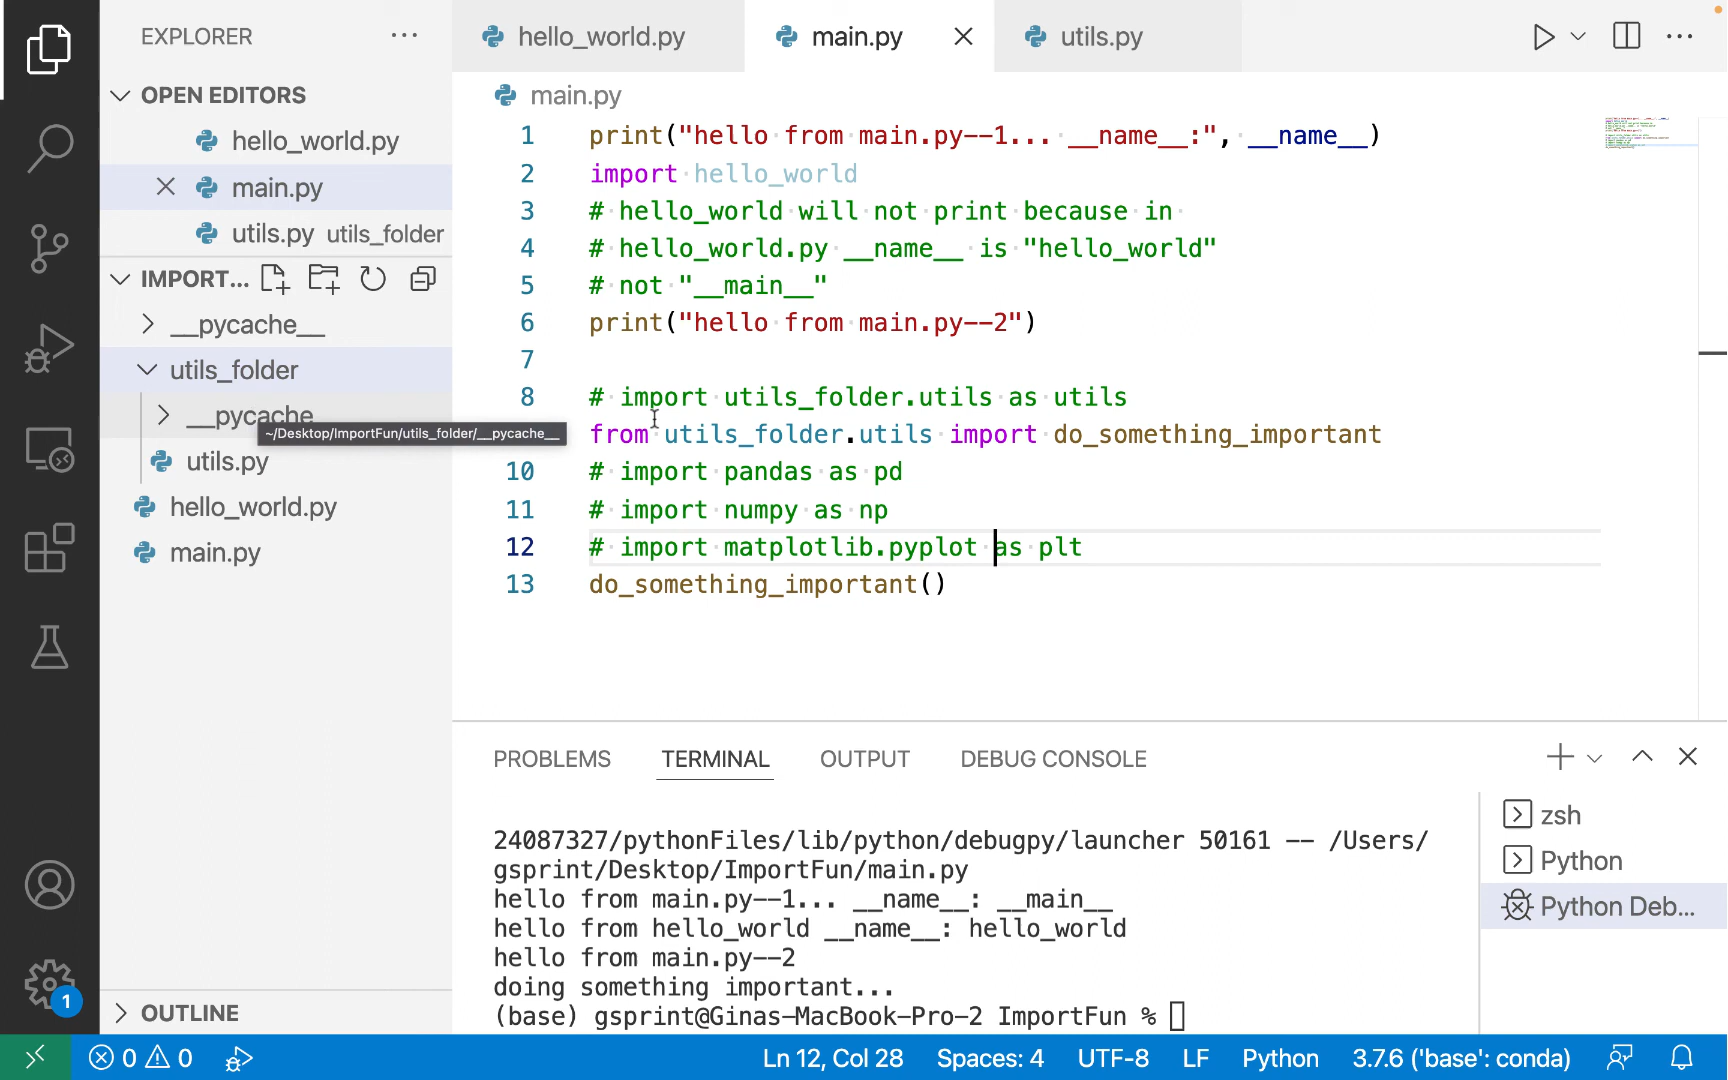 EXPLORER
hello_world.py
main.py
utils.py
OPEN EDITORS
hello_world.py
main.py
utils.py utils_folder
IMPORT...
__pycache__
utils_folder
__pycache
~/Desktop/ImportFun/utils_folder/__pycache__
utils.py
hello_world.py
main.py
OUTLINE
1
main.py
1 print("hello from main.py--1... __name__:", __name__)
2 import hello_world
3 # hello_world will not print because in
4 # hello_world.py __name__ is "hello_world"
5 # not "__main__"
6 print("hello from main.py--2")
7
8 # import utils_folder.utils as utils
from utils_folder.utils import do_something_important
10 # import pandas as pd
11 # import numpy as np
12 # import matplotlib.pyplot as plt
13 do_something_important()
PROBLEMS TERMINAL OUTPUT DEBUG CONSOLE
24087327/pythonFiles/lib/python/debugpy/launcher 50161 -- /Users/
gsprint/Desktop/ImportFun/main.py
hello from main.py--1... __name__: __main__
hello from hello_world __name__: hello_world
hello from main.py--2
doing something important...
(base) gsprint@Ginas-MacBook-Pro-2 ImportFun %
zsh
Python
Python Deb...
0 0 Ln 12, Col 28 Spaces: 4 UTF-8 LF Python 3.7.6 ('base': conda)